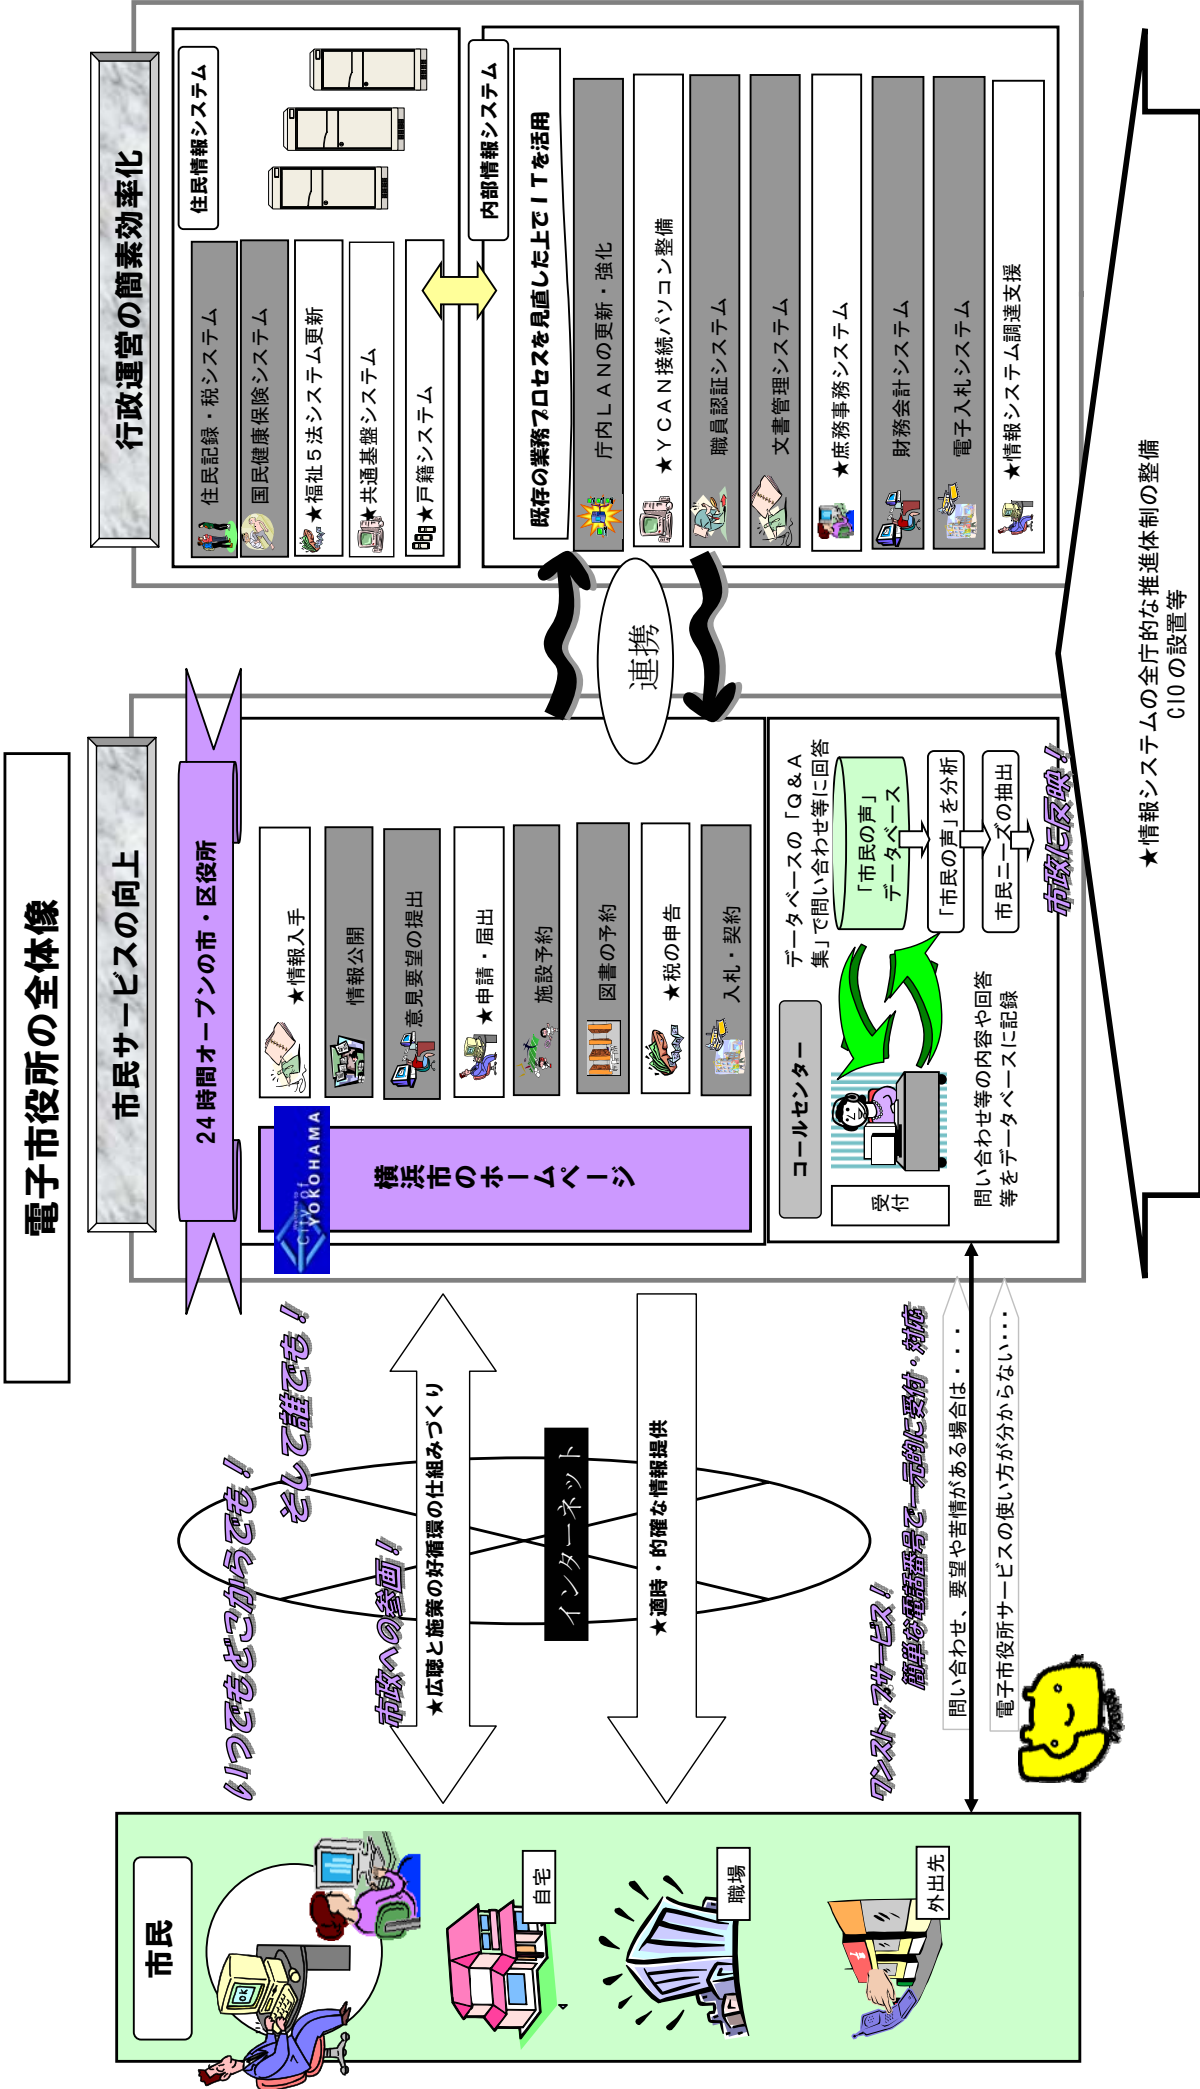 電子市役所の全体像
市民
自宅
職場
外出先
いつでもどこからでも!
そして誰でも!
市政への参画!
★広聴と施策の好循環の仕組みづくり
インターネット
★適時・的確な情報提供
ワンストップサービス!
簡単な電話番号で一元的に受付・対応
問い合わせ、要望や苦情がある場合は・・・
電子市役所サービスの使い方が分からない・・・
市民サービスの向上
24時間オープンの市・区役所
City of
YOKOHAMA
横浜市のホームページ
★情報入手
情報公開
意見要望の提出
★申請・届出
施設予約
図書の予約
★税の申告
入札・契約
コールセンター
受付
データベースの「Q&A
集」で問い合わせ等に回答
問い合わせ等の内容や回答
等をデータベースに記録
「市民の声」
データベース
「市民の声」を分析
市民ニーズの抽出
市政に反映!
連携
行政運営の簡素効率化
住民情報システム
住民記録・税システム
国民健康保険システム
★福祉5法システム更新
★共通基盤システム
★戸籍システム
内部情報システム
既存の業務プロセスを見直した上でITを活用
庁内LANの更新・強化
★YCAN接続パソコン整備
職員認証システム
文書管理システム
★庶務事務システム
財務会計システム
電子入札システム
★情報システム調達支援
★情報システムの全庁的な推進体制の整備
CIOの設置等
OK